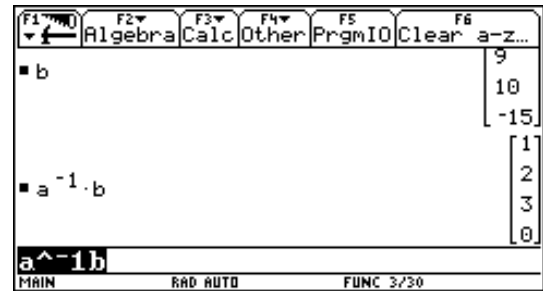 F1 F2 F3 F4 F5 F6
Algebra Calc Other PrgmIO Clear a-z...
9
▪ b
10
-15
1
2
▪ a⁻¹·b
3
0
a^-1b
MAIN RAD AUTO FUNC 3/30